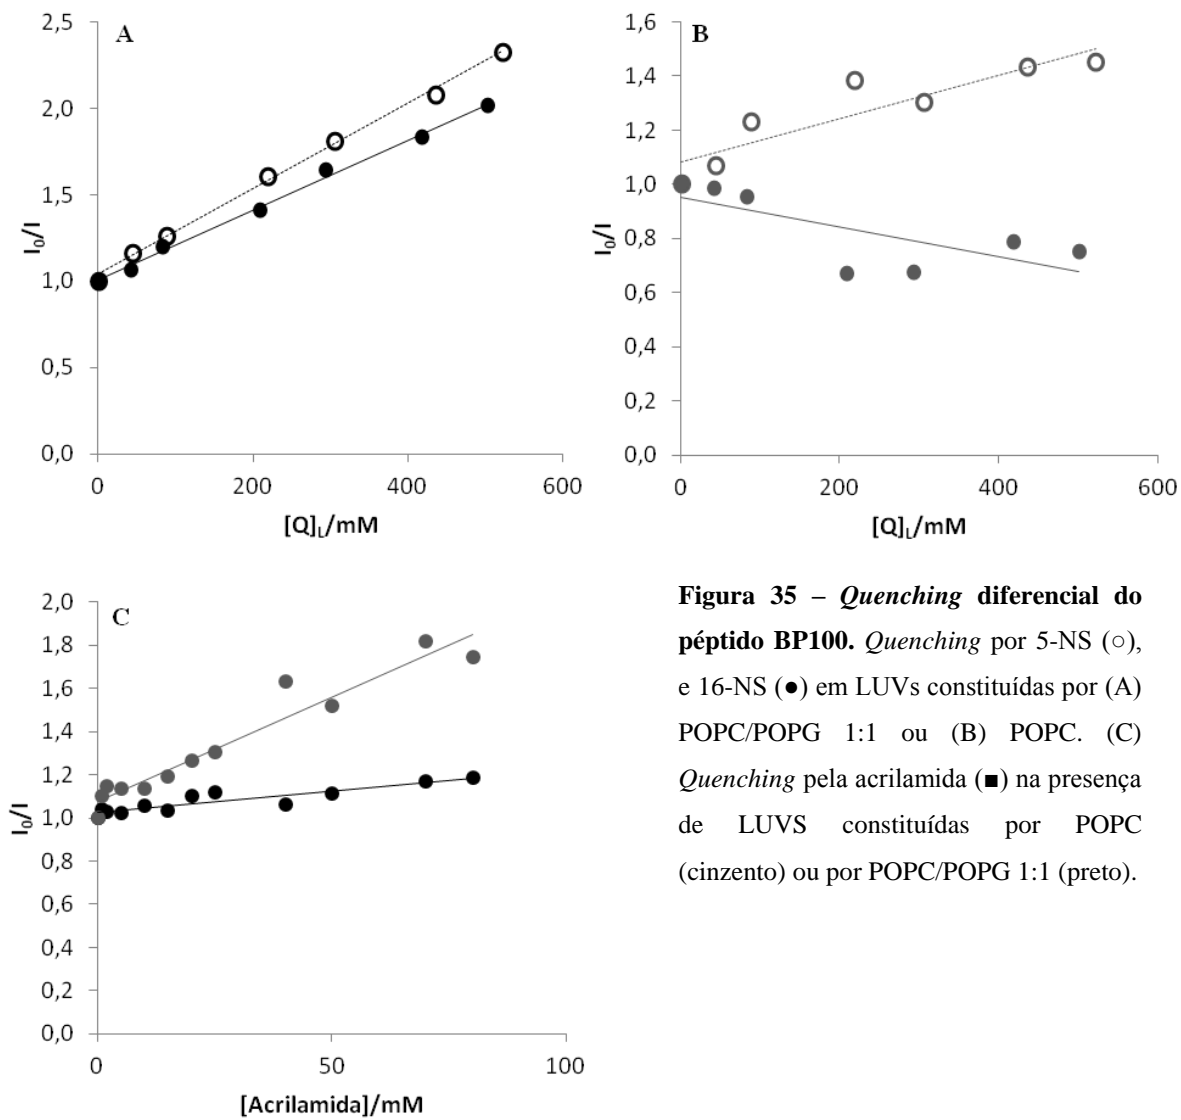 A
2,5
2,0
1,5
1,0
0,5
0,0
I0/I
0 200 400 600
[Q]L/mM
B
1,6
1,4
1,2
1,0
0,8
0,6
0,4
0,2
0,0
I0/I
0 200 400 600
[Q]L/mM
C
2,0
1,8
1,6
1,4
1,2
1,0
0,8
0,6
0,4
0,2
0,0
I0/I
0 50 100
[Acrilamida]/mM
Figura 35 – Quenching diferencial do
péptido BP100. Quenching por 5-NS (○),
e 16-NS (●) em LUVs constituídas por (A)
POPC/POPG 1:1 ou (B) POPC. (C)
Quenching pela acrilamida (■) na presença
de LUVS constituídas por POPC
(cinzento) ou por POPC/POPG 1:1 (preto).